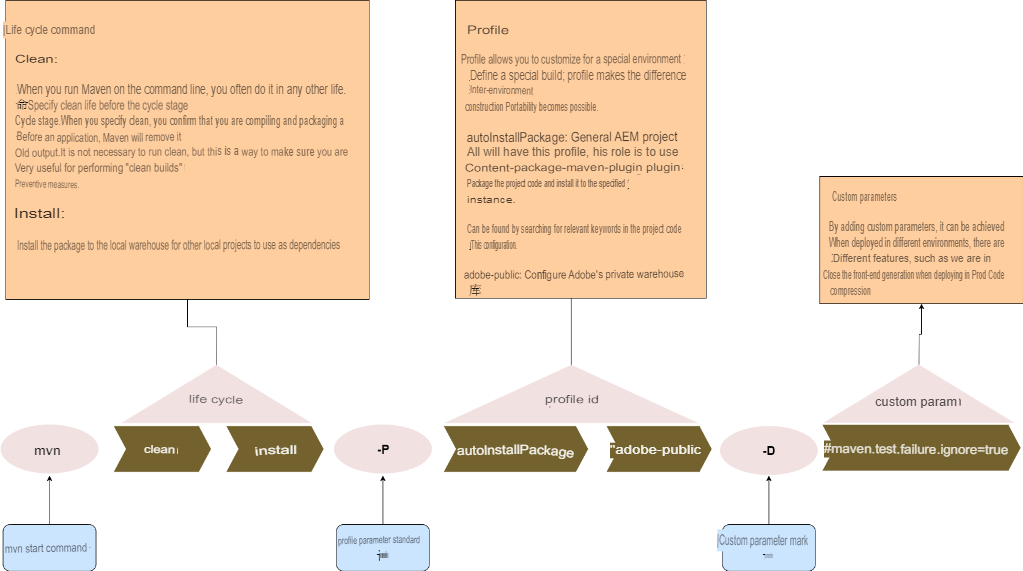 Life cycle command
Clean:
When you run Maven on the command line, you often do it in any other life.
命Specify clean life before the cycle stage
Cycle stage.When you specify clean, you confirm that you are compiling and packaging a
Before an application, Maven will remove it
Old output.It is not necessary to run clean, but this is a way to make sure you are
Very useful for performing "clean builds"
Preventive measures.
Install:
Install the package to the local warehouse for other local projects to use as dependencies
Profile
Profile allows you to customize for a special environment
Define a special build; profile makes the difference
Inter-environment
construction Portability becomes possible.
autoInstallPackage: General AEM project
All will have this profile, his role is to use
Content-package-maven-plugin plugin:
Package the project code and install it to the specified
instance.
Can be found by searching for relevant keywords in the project code
This configuration.
adobe-public: Configure Adobe's private warehouse
库
Custom parameters
By adding custom parameters, it can be achieved
When deployed in different environments, there are
Different features, such as we are in
Close the front-end generation when deploying in Prod Code
compression
life cycle
profile id
custom param
mvn
clean
install
-P
autoInstallPackage
"adobe-public
-D
#maven.test.failure.ignore=true
mvn start command
profile parameter standard
Custom parameter mark